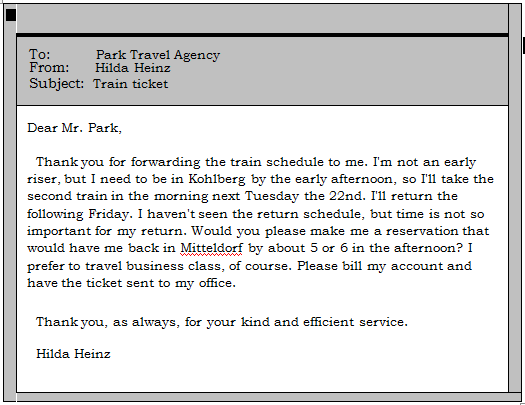 To: Park Travel Agency
From: Hilda Heinz
Subject: Train ticket
Dear Mr. Park,
Thank you for forwarding the train schedule to me. I'm not an early
riser, but I need to be in Kohlberg by the early afternoon, so I'll take the
second train in the morning next Tuesday the 22nd. I'll return the
following Friday. I haven't seen the return schedule, but time is not so
important for my return. Would you please make me a reservation that
would have me back in Mitteldorf by about 5 or 6 in the afternoon? I
prefer to travel business class, of course. Please bill my account and
have the ticket sent to my office.
Thank you, as always, for your kind and efficient service.
Hilda Heinz